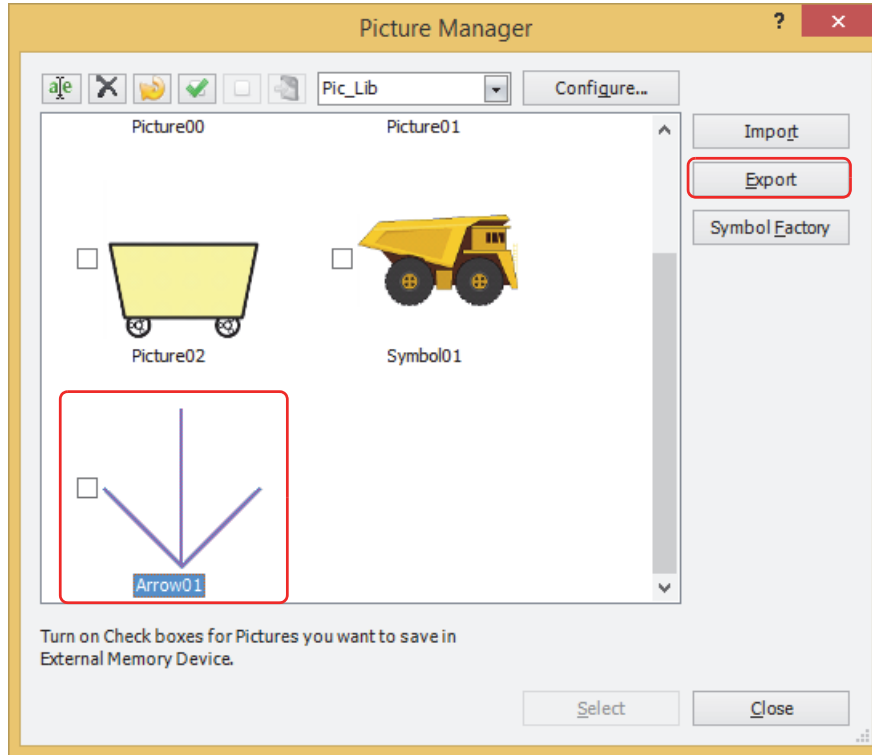 Picture Manager
?
a e
Pic_Lib
Configure...
Picture00
Picture01
Import
Export
Symbol Factory
Picture02
Symbol01
Arrow01
Turn on Check boxes for Pictures you want to save in
External Memory Device.
Select
Close